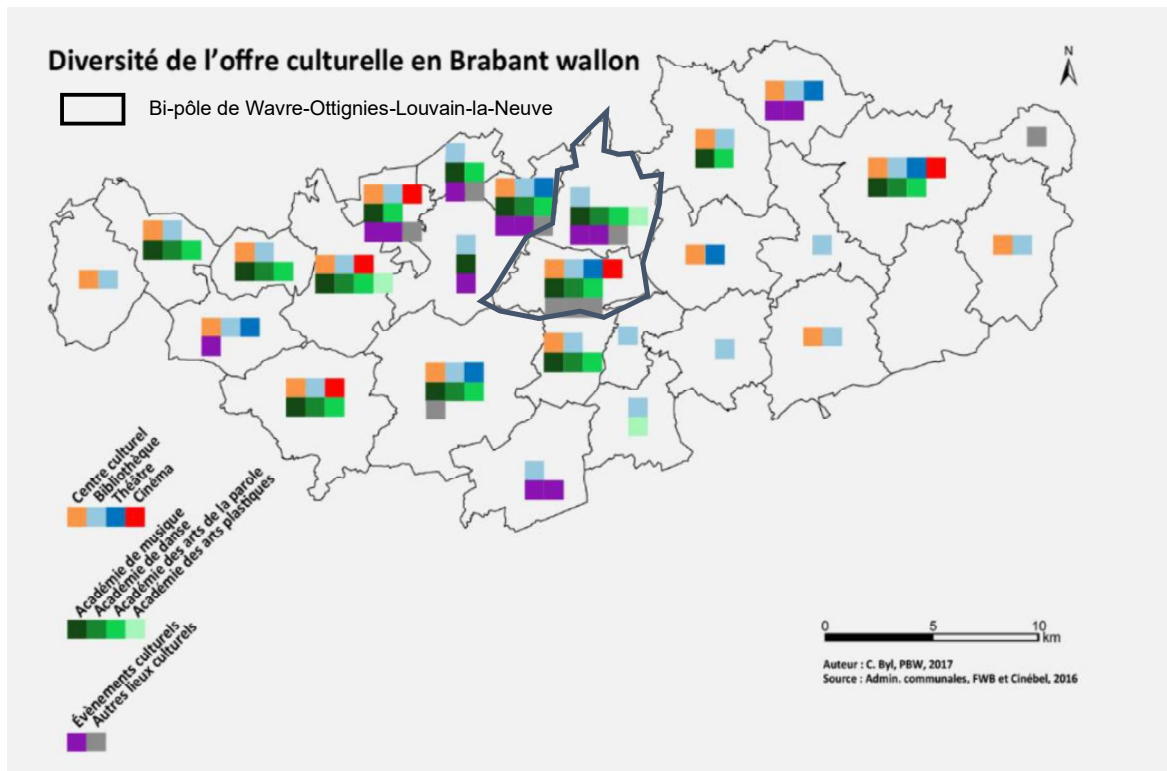 Diversité de l'offre culturelle en Brabant wallon
Bi-pôle de Wavre-Ottignies-Louvain-la-Neuve
N
Centre culturel
Bibliothèque
Théâtre
Cinéma
Académie de musique
Académie de danse
Académie des arts de la parole
Académie des arts plastiques
Évènements culturels
Autres lieux culturels
0 5 10
km
Auteur : C. Byl, PBW, 2017
Source : Admin. communales, FWB et Cinébel, 2016